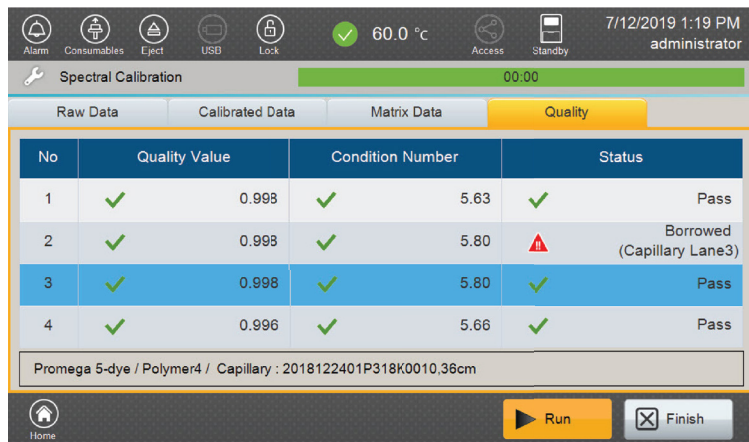 Alarm Consumables Eject USB Lock 60.0 °c Access Standby 7/12/2019 1:19 PM
administrator
Spectral Calibration 00:00
Raw Data Calibrated Data Matrix Data Quality
No Quality Value Condition Number Status
1 0.998 5.63 Pass
2 0.998 5.80 Borrowed
(Capillary Lane3)
3 0.998 5.80 Pass
4 0.996 5.66 Pass
Promega 5-dye / Polymer4 / Capillary : 2018122401P318K0010,36cm
Home Run Finish